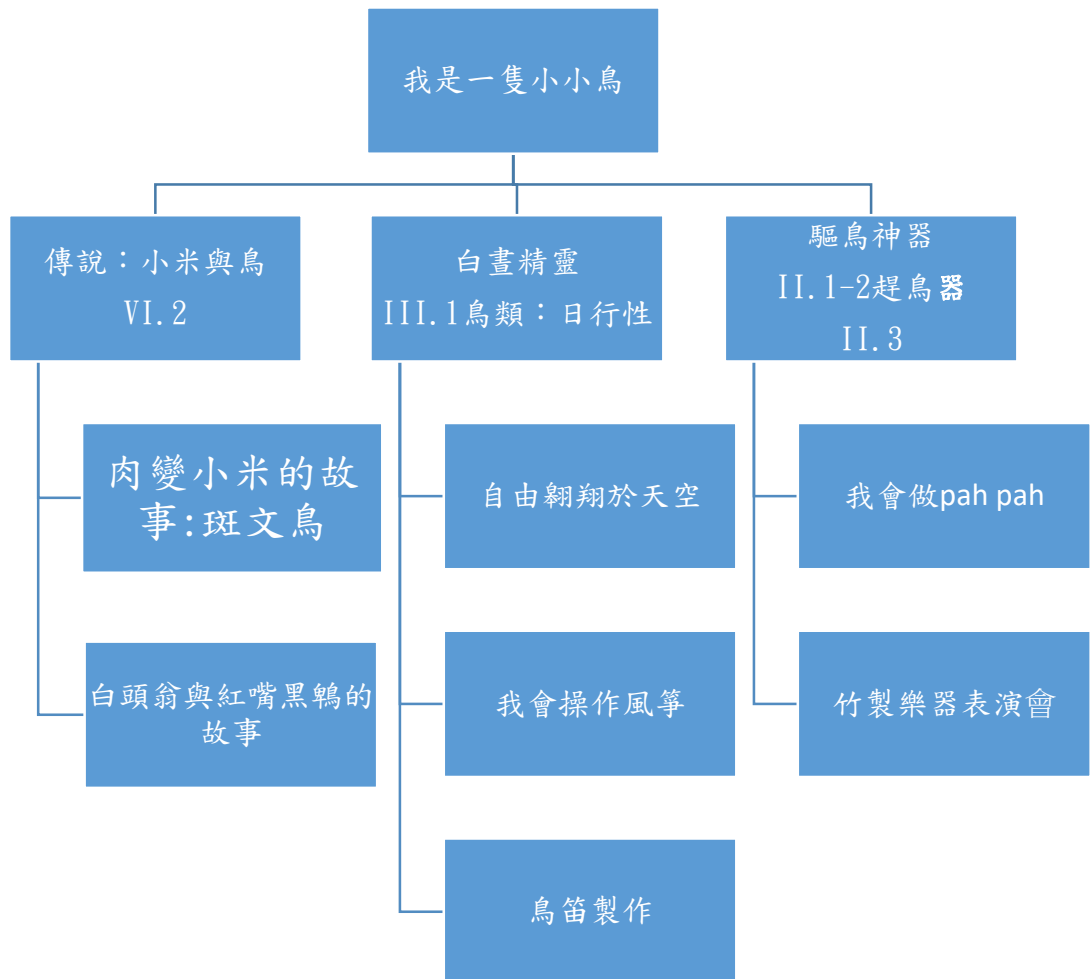 我是一隻小小鳥
傳說：小米與鳥
VI.2
肉變小米的故
事:斑文鳥
白頭翁與紅嘴黑鵯的
故事
白晝精靈
III.1鳥類：日行性
自由翱翔於天空
我會操作風箏
鳥笛製作
驅鳥神器
II.1-2趕鳥器
II.3
我會做pah pah
竹製樂器表演會